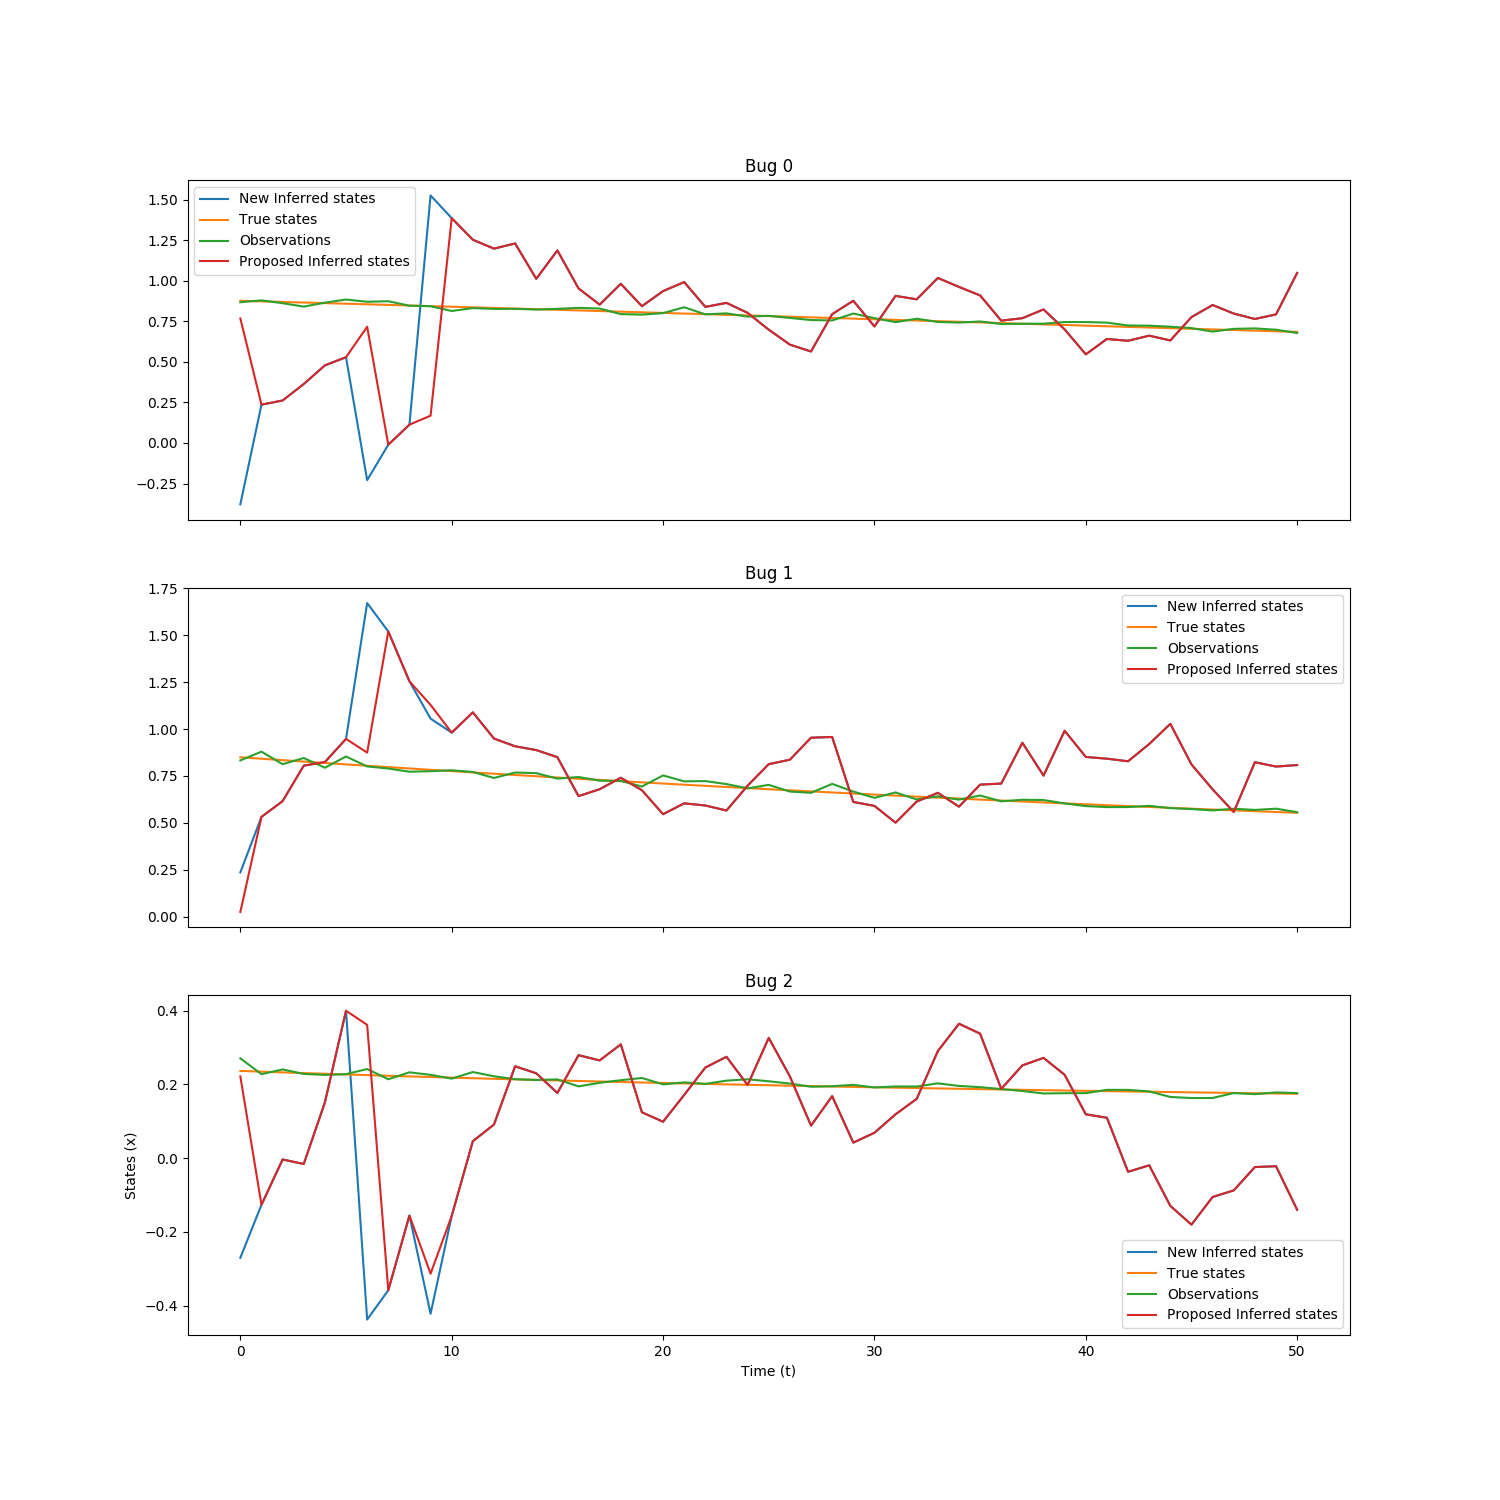 Bug 0
1.50
1.25
1.00
0.75
0.50
0.25
0.00
−0.25
New Inferred states
True states
Observations
Proposed Inferred states
Bug 1
1.75
1.50
1.25
1.00
0.75
0.50
0.25
0.00
New Inferred states
True states
Observations
Proposed Inferred states
Bug 2
0.4
0.2
0.0
−0.2
−0.4
States (x)
New Inferred states
True states
Observations
Proposed Inferred states
0 10 20 30 40 50
Time (t)